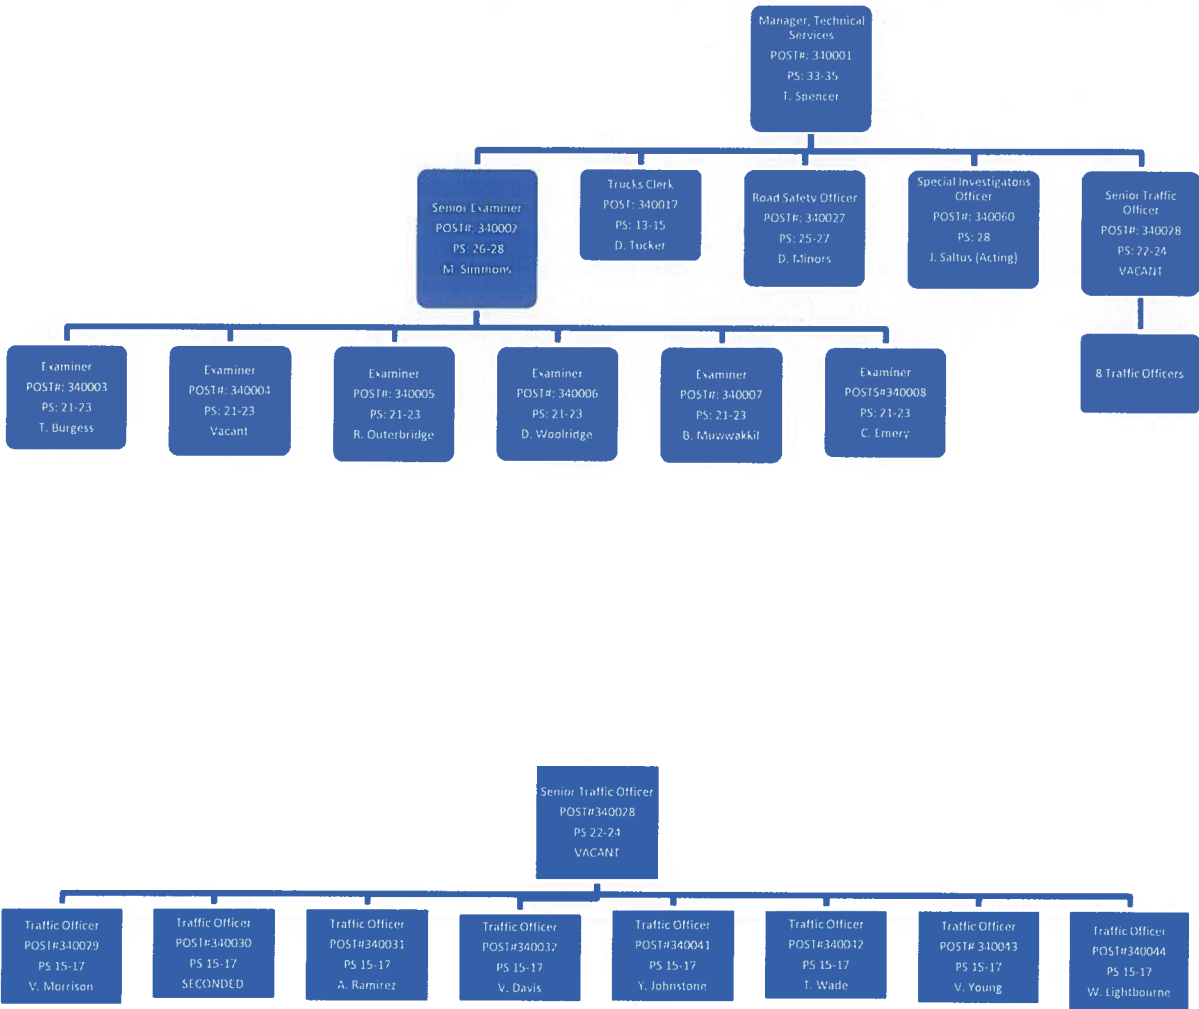 Manager, Technical
Services
POST#: 340001
PS: 33-35
T. Spencer
Senior Examiner
POST#: 340002
PS: 26-28
M. Simmons
Trucks Clerk
POST: 340017
PS: 13-15
D. Tucker
Road Safety Officer
POST#: 340027
PS: 25-27
D. Minors
Special Investigatons
Officer
POST#: 340060
PS: 28
J. Saltus (Acting)
Senior Traffic
Officer
POST#: 340028
PS: 22-24
VACANT
8 Traffic Officers
Examiner
POST#: 340003
PS: 21-23
T. Burgess
Examiner
POST#: 340004
PS: 21-23
Vacant
Examiner
POST#: 340005
PS: 21-23
R. Outerbridge
Examiner
POST#: 340006
PS: 21-23
D. Woolridge
Examiner
POST#: 340007
PS: 21-23
B. Muwwakkil
Examiner
POSTS#340008
PS: 21-23
C. Emery
Senior Traffic Officer
POST#340028
PS 22-24
VACANT
Traffic Officer
POST#340029
PS 15-17
V. Morrison
Traffic Officer
POST#340030
PS 15-17
SECONDED
Traffic Officer
POST#340031
PS 15-17
A. Ramirez
Traffic Officer
POST#340032
PS 15-17
V. Davis
Traffic Officer
POST#340041
PS 15-17
Y. Johnstone
Traffic Officer
POST#340042
PS 15-17
T. Wade
Traffic Officer
POST# 340043
PS 15-17
V. Young
Traffic Officer
POST#340044
PS 15-17
W. Lightbourne